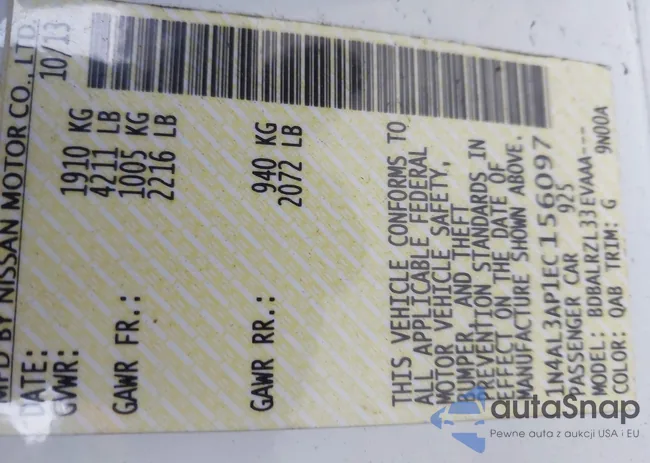 MFD BY NISSAN MOTOR CO.,LTD.
DATE: 10/13
GVWR: 1910 KG
4211 LB
GAWR FR.: 1005 KG
2216 LB
GAWR RR.: 940 KG
2072 LB
THIS VEHICLE CONFORMS TO
ALL APPLICABLE FEDERAL
MOTOR VEHICLE SAFETY,
BUMPER, AND THEFT
PREVENTION STANDARDS IN
EFFECT ON THE DATE OF
MANUFACTURE SHOWN ABOVE.
1N4AL3AP1EC156097
PASSENGER CAR 925
MODEL: BDBALRZL33EVAAA---
COLOR: QAB TRIM: G 9N00A
autaSnap
Pewne auta z aukcji USA i EU